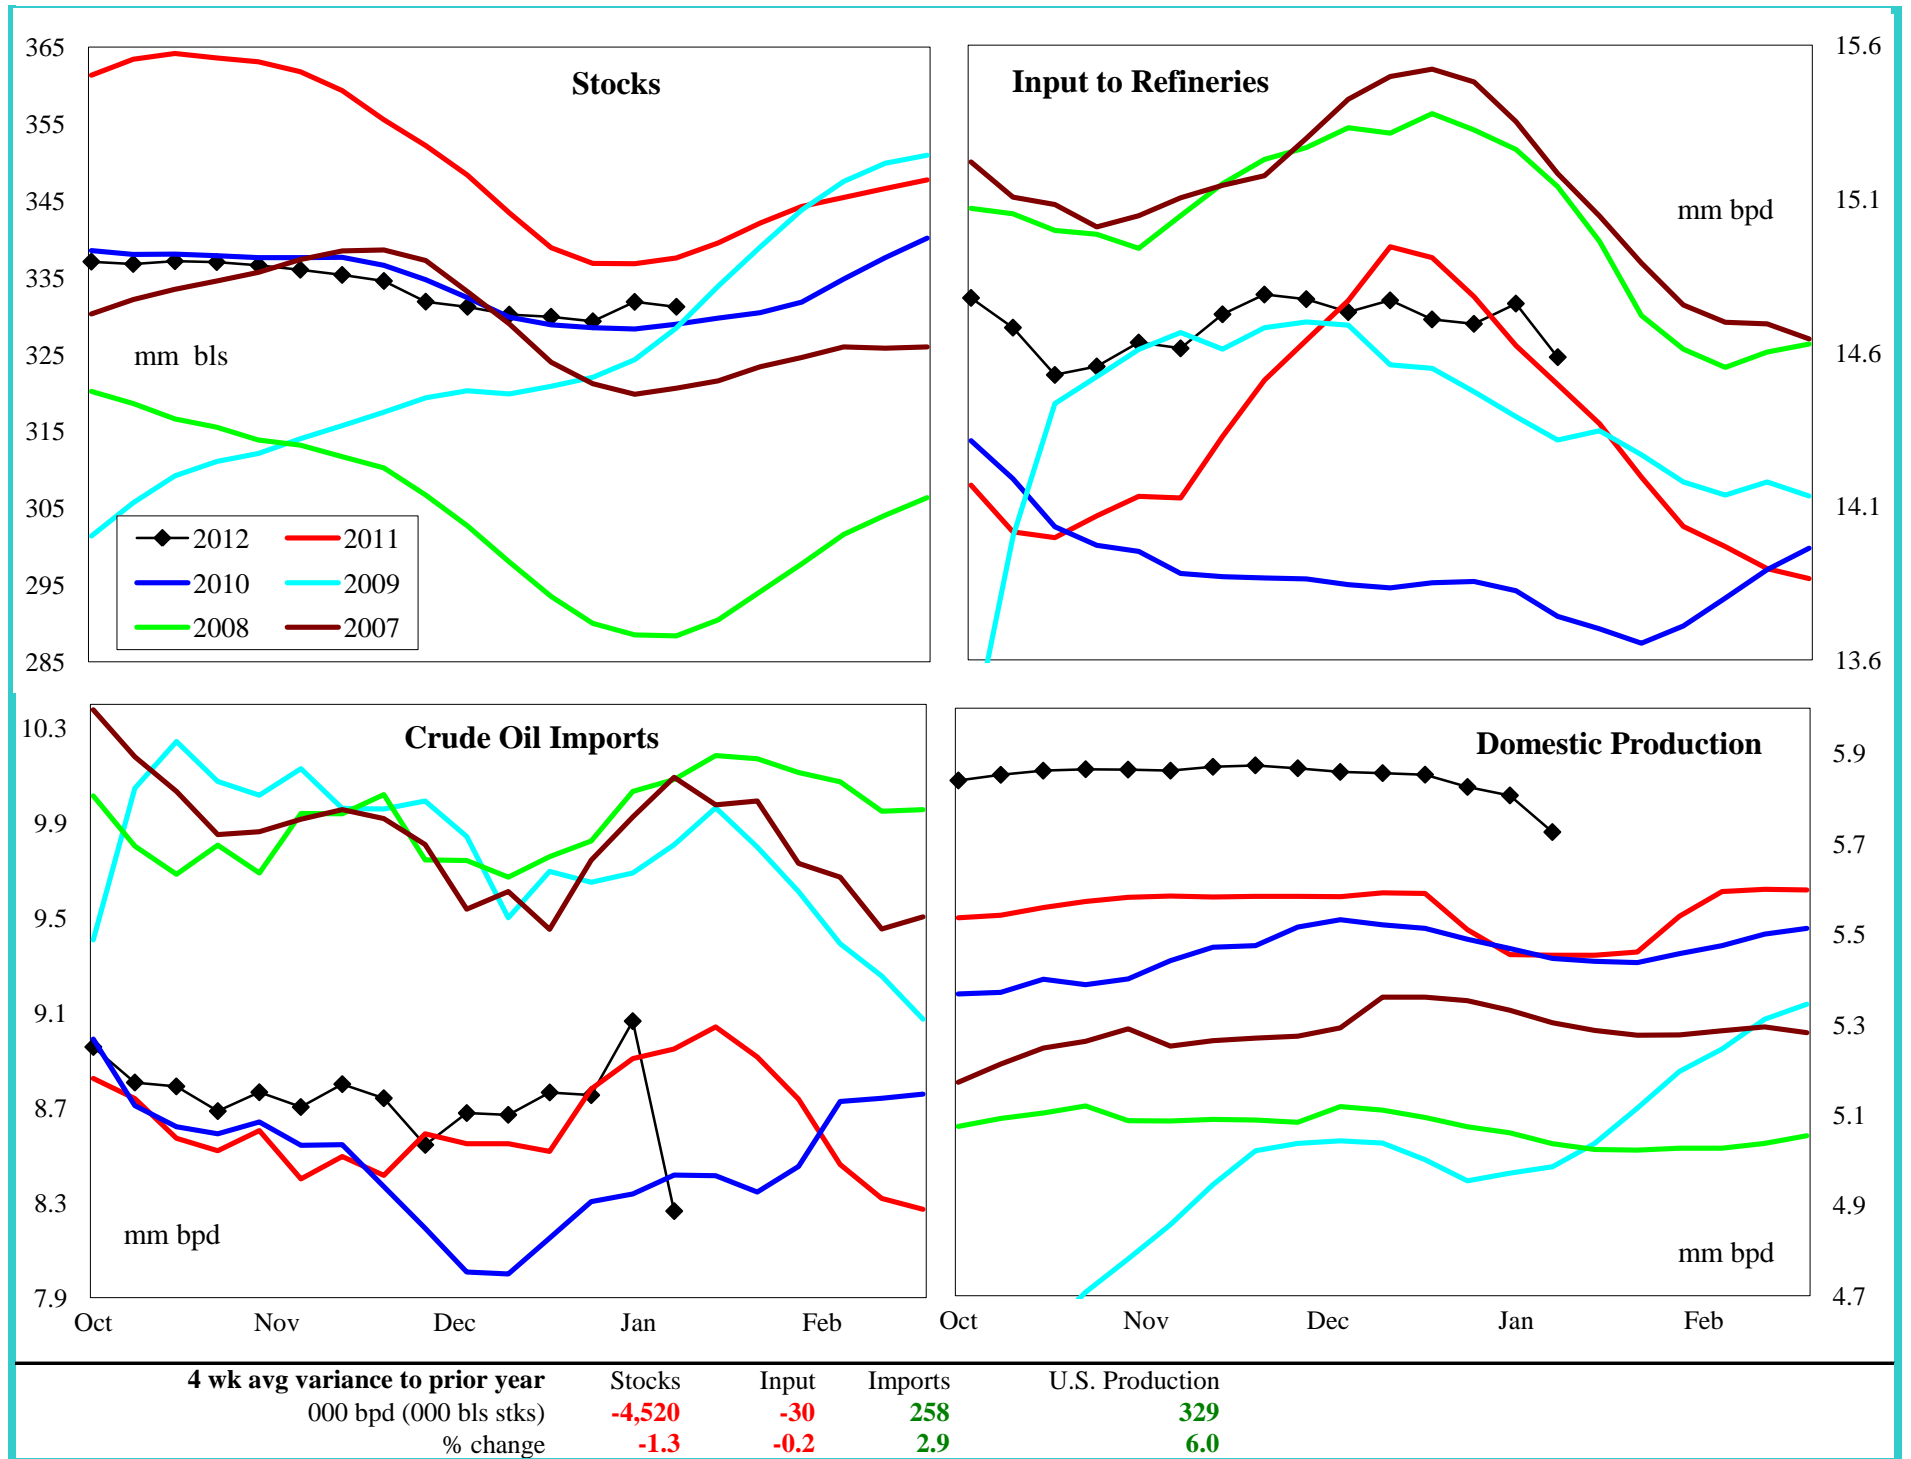 Stocks
365
355
345
335
325
315
305
295
285
mm bls
2012 2011
2010 2009
2008 2007
Input to Refineries
mm bpd
15.6
15.1
14.6
14.1
13.6
Crude Oil Imports
10.3
9.9
9.5
9.1
8.7
8.3
7.9
mm bpd
Oct Nov Dec Jan Feb
Domestic Production
5.9
5.7
5.5
5.3
5.1
4.9
4.7
mm bpd
Oct Nov Dec Jan Feb
4 wk avg variance to prior year Stocks Input Imports U.S. Production
000 bpd (000 bls stks) -4,520 -30 258 329
% change -1.3 -0.2 2.9 6.0